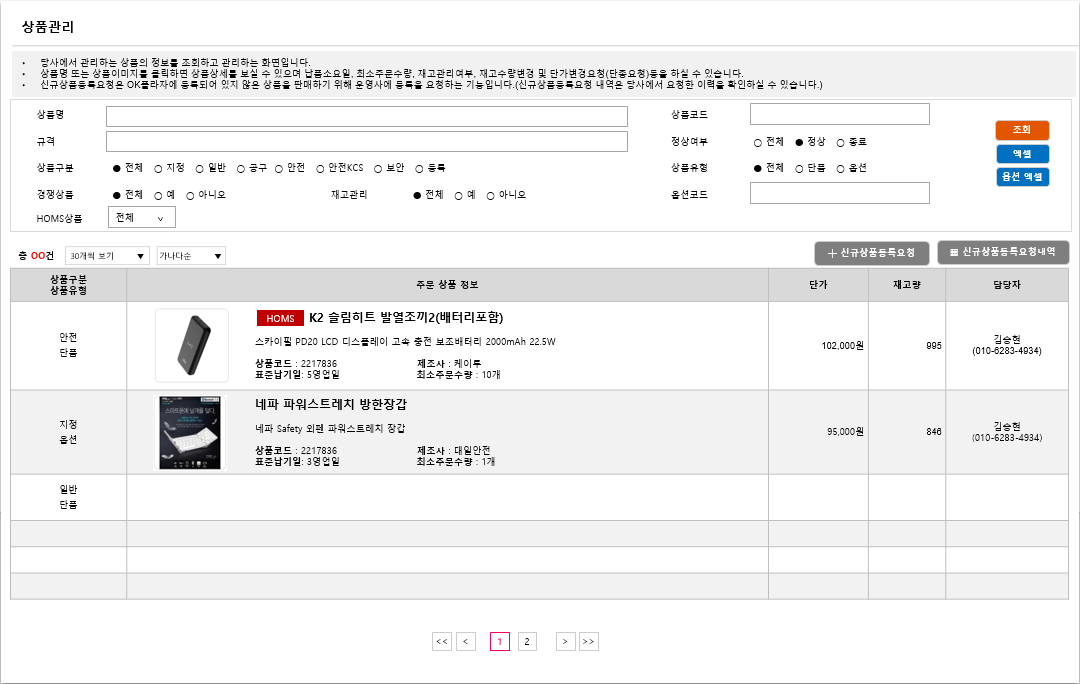 상품관리
• 당사에서 관리하는 상품의 정보를 조회하고 관리하는 화면입니다.
• 상품명 또는 상품이미지를 클릭하면 상품상세를 보실 수 있으며 납품소요일, 최소주문수량, 재고관리여부, 재고수량변경 및 단가변경요청(단종요청)등을 하실 수 있습니다.
• 신규상품등록요청은 OK플라자에 등록되어 있지 않은 상품을 판매하기 위해 운영사에 등록을 요청하는 기능입니다.(신규상품등록요청 내역은 당사에서 요청한 이력을 확인하실 수 있습니다.)
상품명 상품코드
조회
규격 정상여부 전체 정상 종료
엑셀
상품구분 전체 지정 일반 공구 안전 안전KCS 보안 등록 상품유형 전체 단품 옵션
옵션 엑셀
경쟁상품 전체 예 아니오 재고관리 전체 예 아니오 옵션코드
HOMS상품 전체
총 OO건 30개씩 보기 가나다순 신규상품등록요청 신규상품등록요청내역
상품구분
상품유형 주문 상품 정보 단가 재고량 담당자
HOMS K2 슬림히트 발열조끼2(배터리포함)
안전
단품
스카이필 PD20 LCD 디스플레이 고속 충전 보조배터리 2000mAh 22.5W
상품코드 : 2217836 제조사 : 케이투
표준납기일: 5영업일 최소주문수량 : 10개
102,000원 995 김승현
(010-6283-4934)
네파 파워스트레치 방한장갑
지정
옵션
스마트폰에 날개를 달다.
네파 Safety 외핀 파워스트레치 장갑
상품코드 : 2217836 제조사 : 대일안전
표준납기일: 3영업일 최소주문수량 : 1개
95,000원 846 김승현
(010-6283-4934)
일반
단품
<< < 1 2 > >>